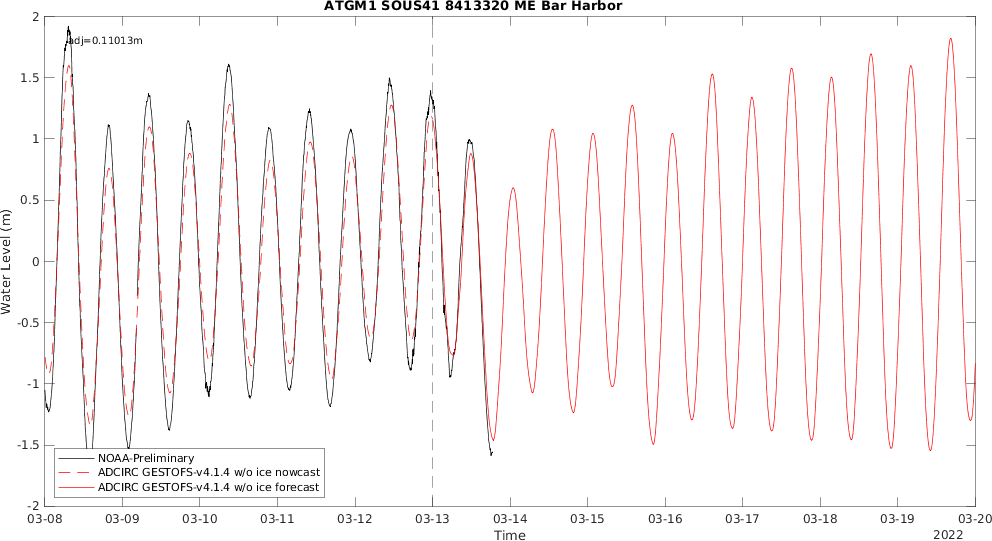 ATGM1 SOUS41 8413320 ME Bar Harbor
adj=0.11013m
2
1.5
1
0.5
0
-0.5
-1
-1.5
-2
Water Level (m)
NOAA-Preliminary
ADCIRC GESTOFS-v4.1.4 w/o ice nowcast
ADCIRC GESTOFS-v4.1.4 w/o ice forecast
03-08 03-09 03-10 03-11 03-12 03-13 03-14 03-15 03-16 03-17 03-18 03-19 03-20
Time
2022